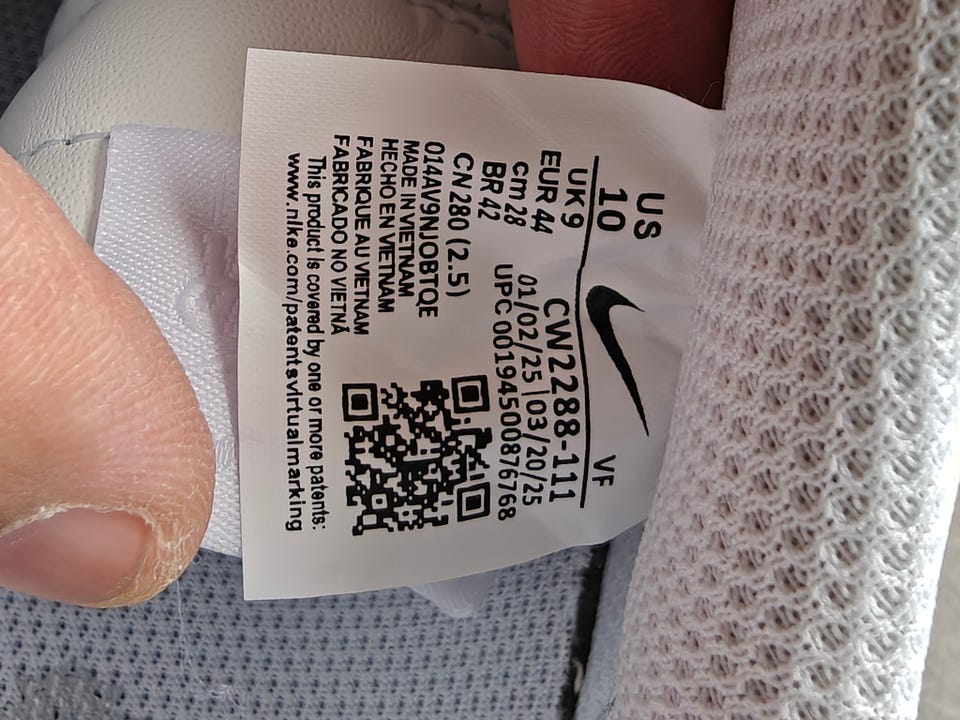 US
10
VF
UK 9
EUR 44
cm 28
BR 42
CW2288-111
01/02/25 | 03/20/25
UPC 00194500876768
CN 280 (2.5)
014AV9NJOBTQE
MADE IN VIETNAM
HECHO EN VIETNAM
FABRIQUE AU VIETNAM
FABRICADO NO VIETNÃ
This product is covered by one or more patents:
www.nike.com/patentsvirtualmarking